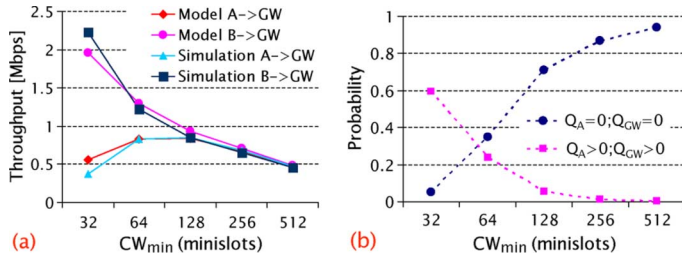 Throughput [Mbps]
2.5
2
1.5
1
0.5
0
Model A->GW
Model B->GW
Simulation A->GW
Simulation B->GW
32 64 128 256 512
CWmin (minislots)
(a)
Probability
1
0.8
0.6
0.4
0.2
0
QA=0;QGW=0
QA>0;QGW>0
32 64 128 256 512
CWmin (minislots)
(b)